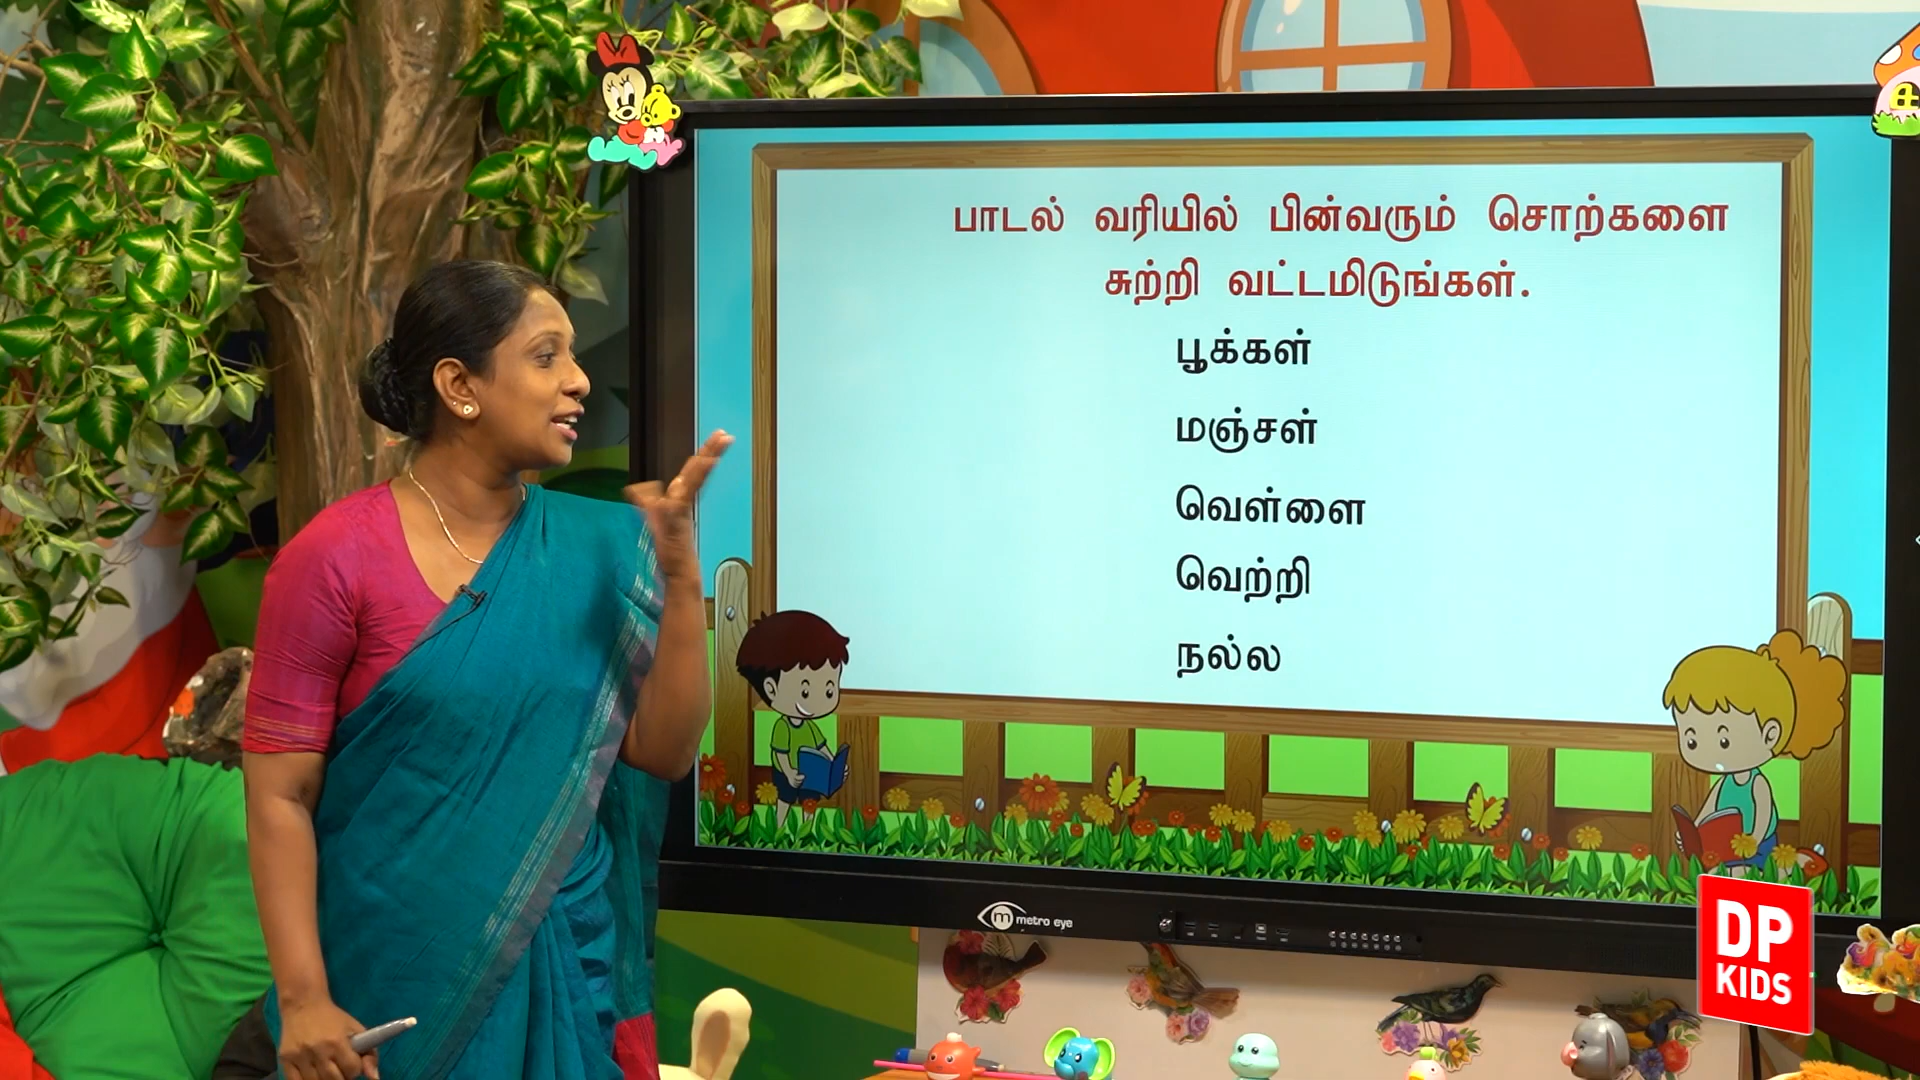 பாடல் வரியில் பின்வரும் சொற்களை
சுற்றி வட்டமிடுங்கள்.
பூக்கள்
மஞ்சள்
வெள்ளை
வெற்றி
நல்ல
m metro eye
DP
KIDS